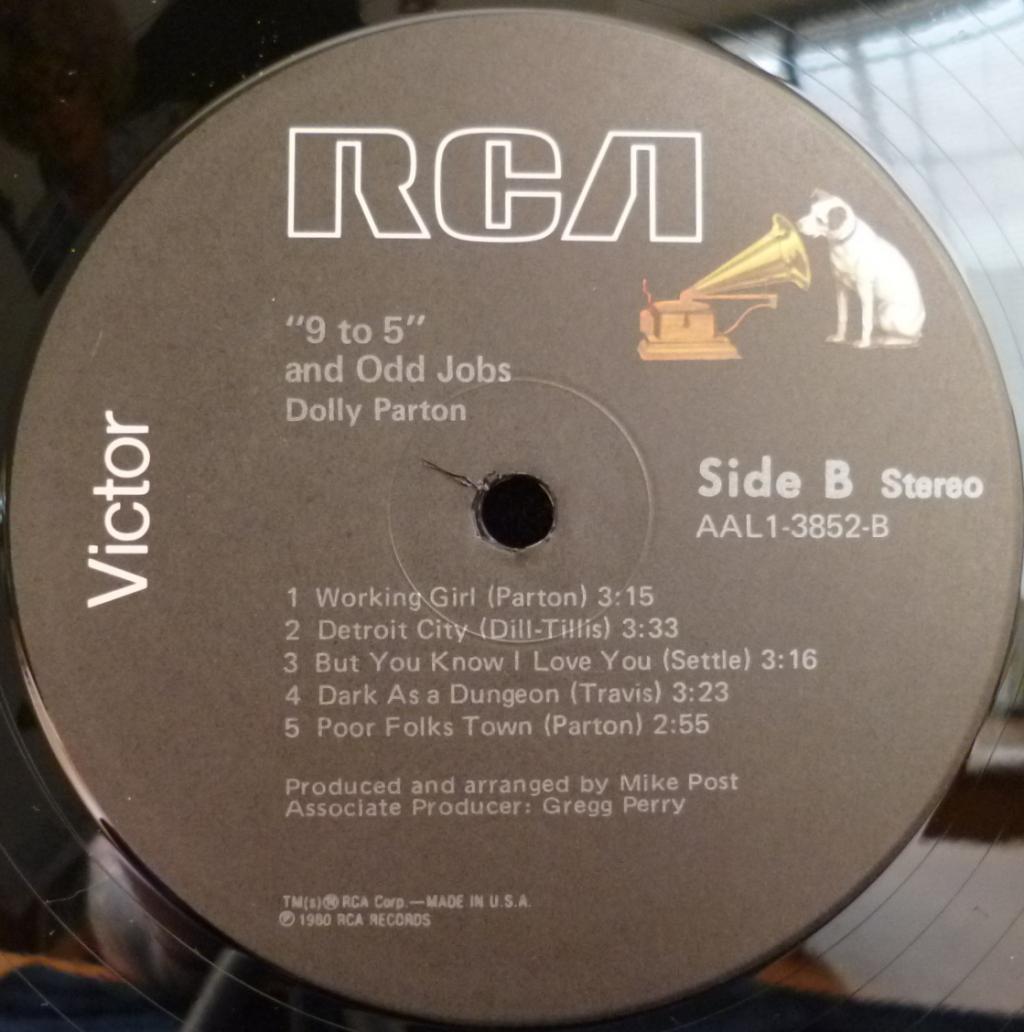 RCA
"9 to 5"
and Odd Jobs
Dolly Parton
Victor
Side B Stereo
AAL1-3852-B
1 Working Girl (Parton) 3:15
2 Detroit City (Dill-Tillis) 3:33
3 But You Know I Love You (Settle) 3:16
4 Dark As a Dungeon (Travis) 3:23
5 Poor Folks Town (Parton) 2:55
Produced and arranged by Mike Post
Associate Producer: Gregg Perry
TM(s)® RCA Corp.—MADE IN U.S.A.
℗ 1980 RCA RECORDS